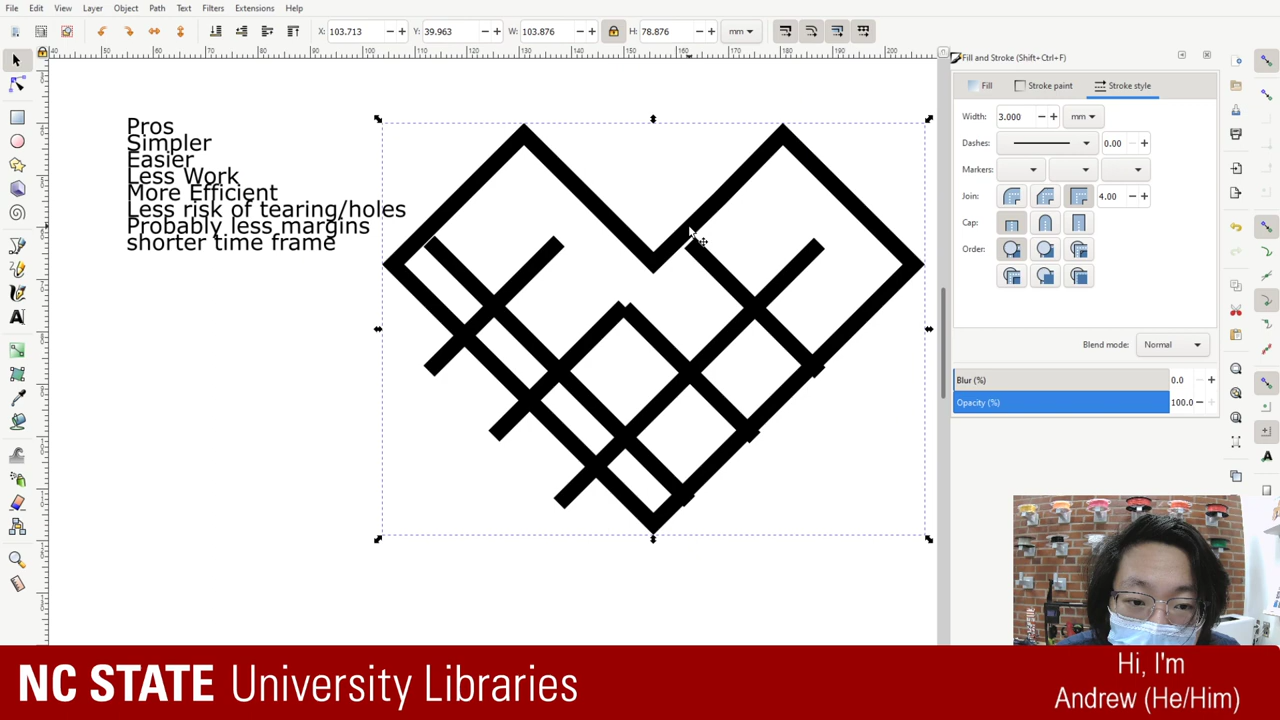 File Edit View Layer Object Path Text Filters Extensions Help
X: 103.713 Y: 39.963 W: 103.876 H: 78.876 mm
Fill and Stroke (Shift+Ctrl+F)
Fill Stroke paint Stroke style
Width: 3.000 mm
Dashes: 0.00
Markers:
Join: 4.00
Cap:
Order:
Blend mode: Normal
Blur (%) 0.0
Opacity (%) 100.0
Pros
Simpler
Easier
Less Work
More Efficient
Less risk of tearing/holes
Probably less margins
shorter time frame
NC STATE University Libraries
Hi, I'm
Andrew (He/Him)